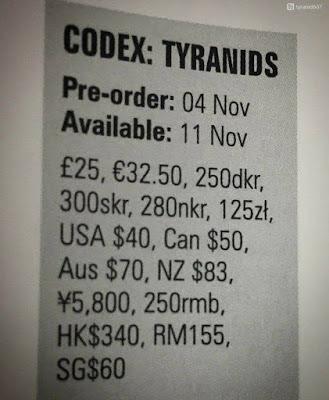 CODEX: TYRANIDS
Pre-order: 04 Nov
Available: 11 Nov
£25, €32.50, 250dkr,
300skr, 280nkr, 125zł,
USA $40, Can $50,
Aus $70, NZ $83,
¥5,800, 250rmb,
HK$340, RM155,
SG$60